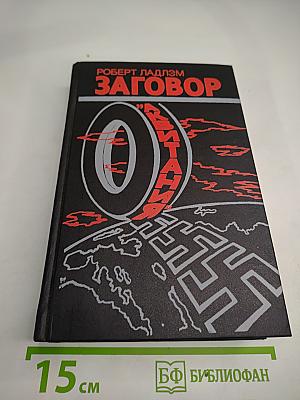 РОБЕРТ ЛАДЛЭМ
ЗАГОВОР
"АКВИТАНИЯ"
15 см
БФ БИБЛИОФАН